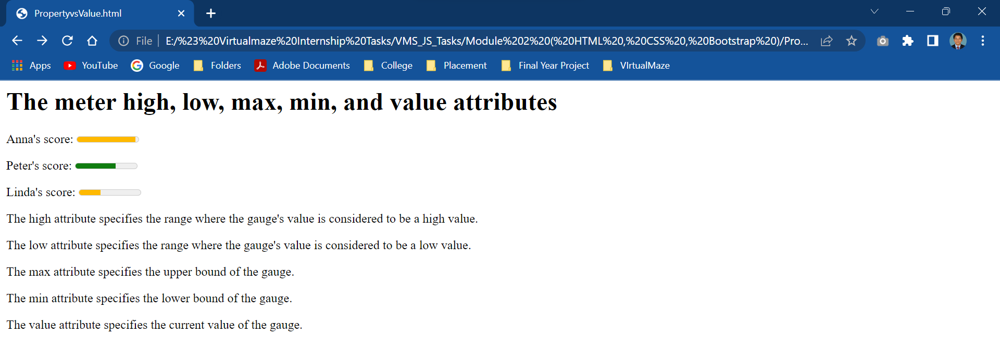 PropertyvsValue.html
File E:/%23%20Virtualmaze%20Internship%20Tasks/VMS_JS_Tasks/Module%202%20(%20HTML%20,%20CSS%20,%20Bootstrap%20)/Pro...
Apps YouTube Google Folders Adobe Documents College Placement Final Year Project VIrtualMaze
The meter high, low, max, min, and value attributes
Anna's score:
Peter's score:
Linda's score:
The high attribute specifies the range where the gauge's value is considered to be a high value.
The low attribute specifies the range where the gauge's value is considered to be a low value.
The max attribute specifies the upper bound of the gauge.
The min attribute specifies the lower bound of the gauge.
The value attribute specifies the current value of the gauge.